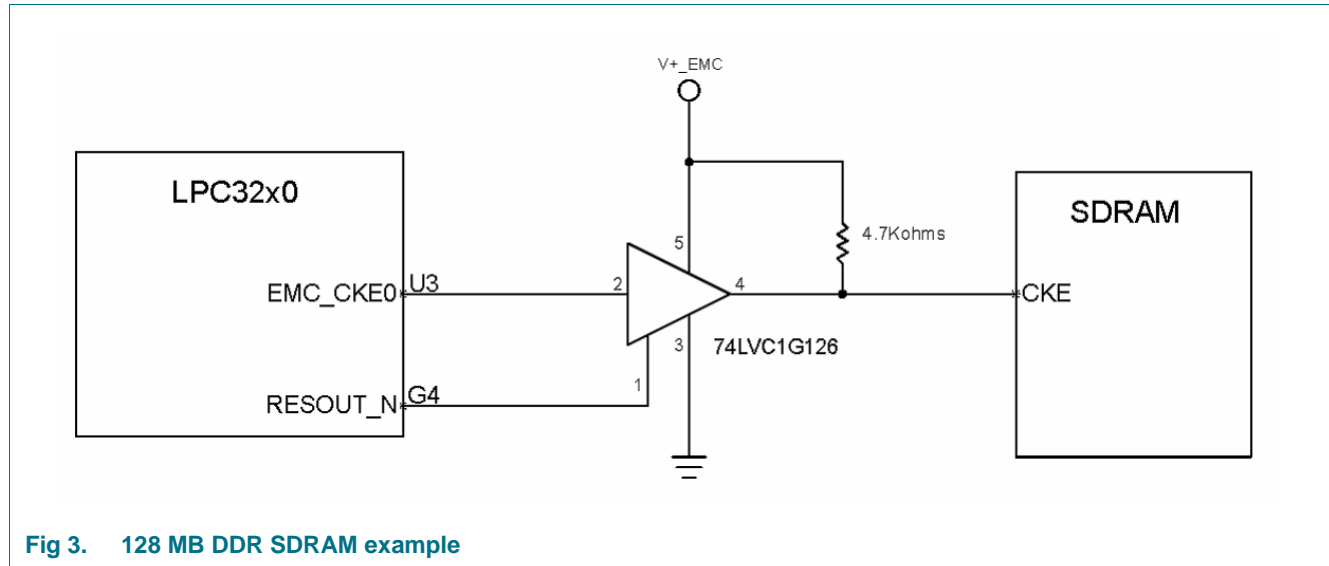 V+_EMC
LPC32x0
SDRAM
5
4.7Kohms
EMC_CKE0 U3
2
4
CKE
3
74LVC1G126
1
RESOUT_N G4
Fig 3. 128 MB DDR SDRAM example